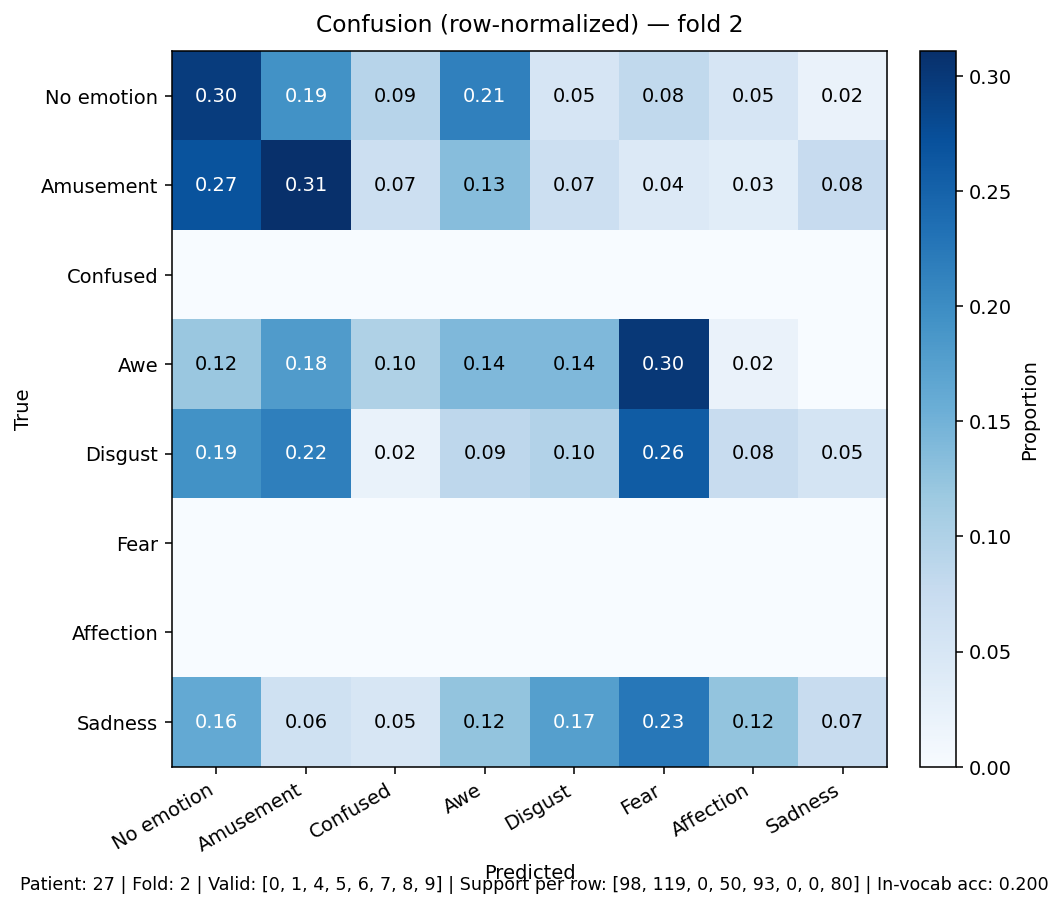 Confusion (row-normalized) — fold 2
No emotion 0.30 0.19 0.09 0.21 0.05 0.08 0.05 0.02
Amusement 0.27 0.31 0.07 0.13 0.07 0.04 0.03 0.08
Confused
Awe 0.12 0.18 0.10 0.14 0.14 0.30 0.02
Disgust 0.19 0.22 0.02 0.09 0.10 0.26 0.08 0.05
Fear
Affection
Sadness 0.16 0.06 0.05 0.12 0.17 0.23 0.12 0.07
True
No emotion Amusement Confused Awe Disgust Fear Affection Sadness
Predicted
0.30
0.25
0.20
0.15
0.10
0.05
0.00
Proportion
Patient: 27 | Fold: 2 | Valid: [0, 1, 4, 5, 6, 7, 8, 9] | Support per row: [98, 119, 0, 50, 93, 0, 0, 80] | In-vocab acc: 0.200